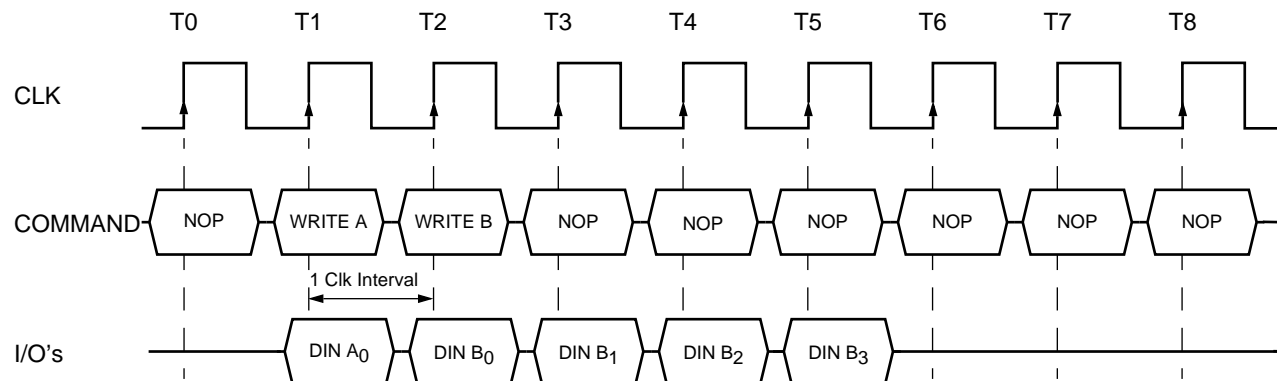 T0 T1 T2 T3 T4 T5 T6 T7 T8
CLK
COMMAND NOP WRITE A WRITE B NOP NOP NOP NOP NOP NOP
1 Clk Interval
I/O's DIN A0 DIN B0 DIN B1 DIN B2 DIN B3